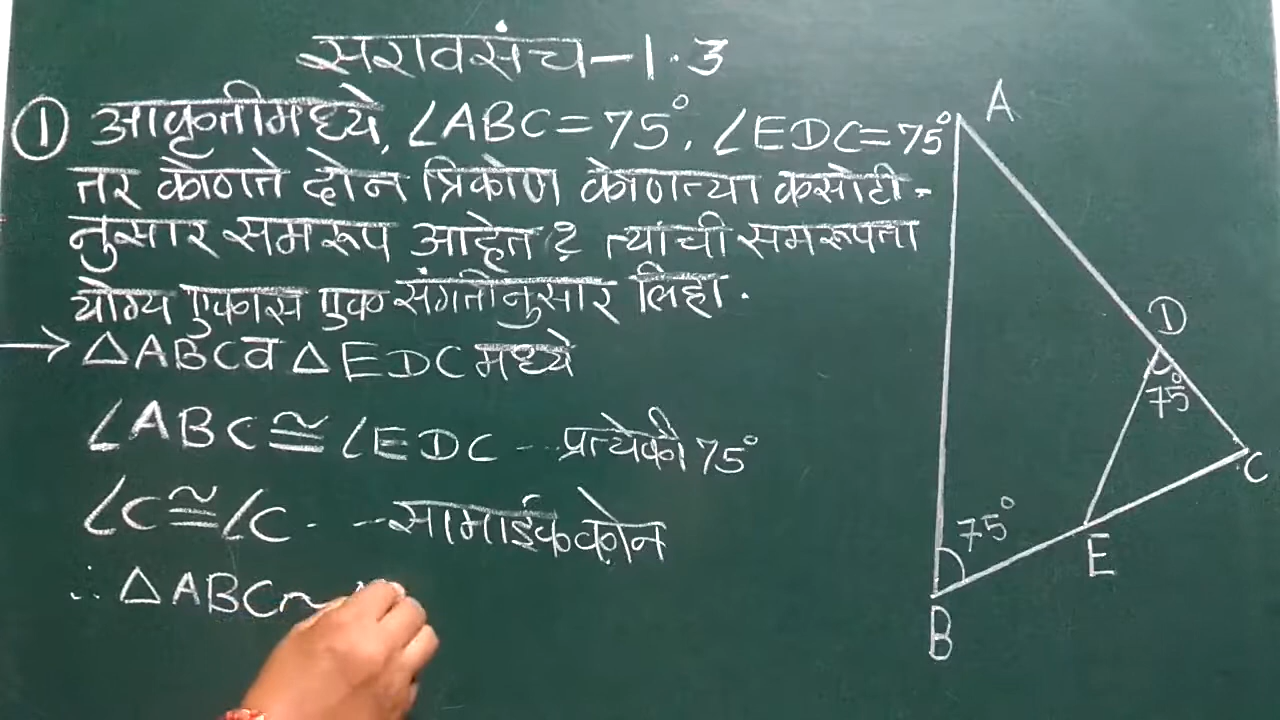 सरावसंच-1.3
① आकृतीमध्ये, ∠ABC=75°, ∠EDC=75°
तर कोणते दोन त्रिकोण कोणत्या कसोटी-
नुसार समरूप आहेत? त्यांची समरूपता
योग्य एकास एक संगतीनुसार लिहा.
→ △ABC व △EDC मध्ये
∠ABC≅∠EDC --- प्रत्येकी 75°
∠C≅∠C - - - सामाईक कोन
∴ △ABC~
A
D
75°
C
75°
E
B